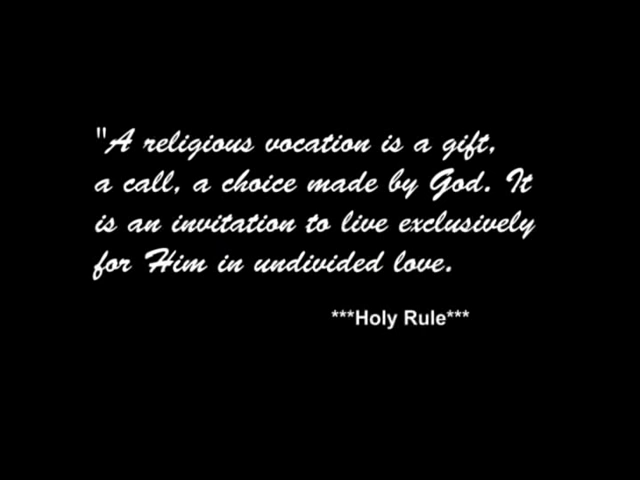 "A religious vocation is a gift,
a call, a choice made by God. It
is an invitation to live exclusively
for Him in undivided love.
***Holy Rule***